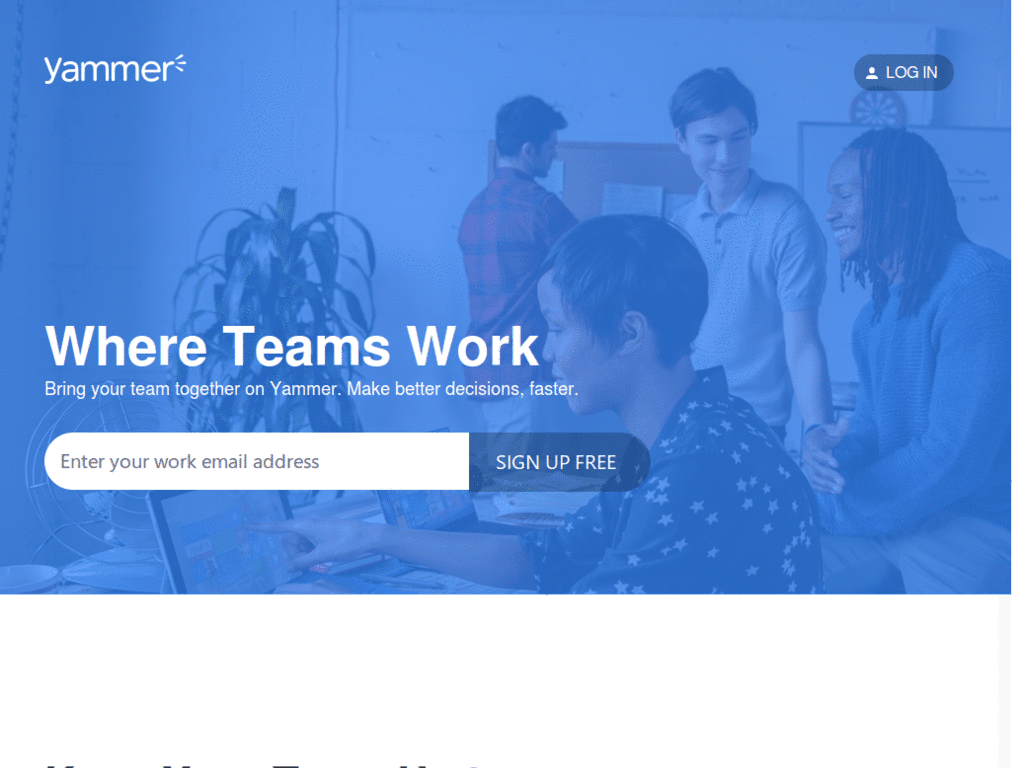 yammer
LOG IN
Where Teams Work
Bring your team together on Yammer. Make better decisions, faster.
Enter your work email address
SIGN UP FREE